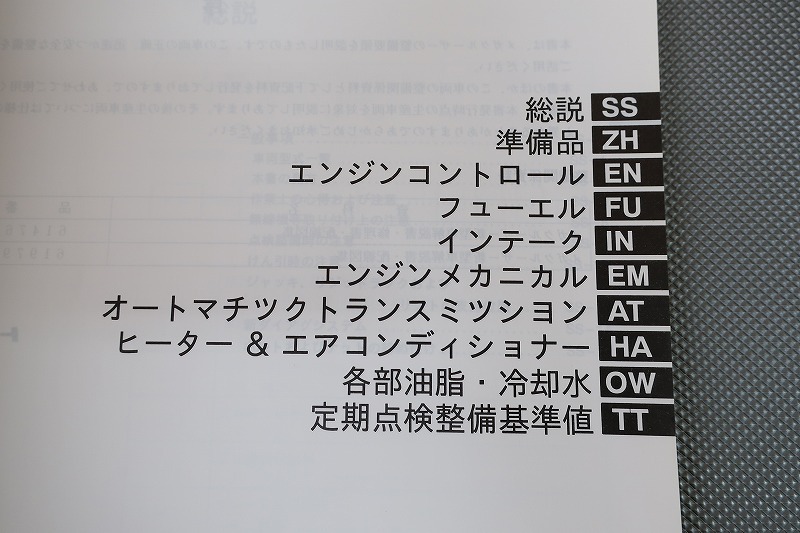 総説 SS
準備品 ZH
エンジンコントロール EN
フューエル FU
インテーク IN
エンジンメカニカル EM
オートマチツクトランスミツシヨン AT
ヒーター & エアコンディショナー HA
各部油脂・冷却水 OW
定期点検整備基準値 TT